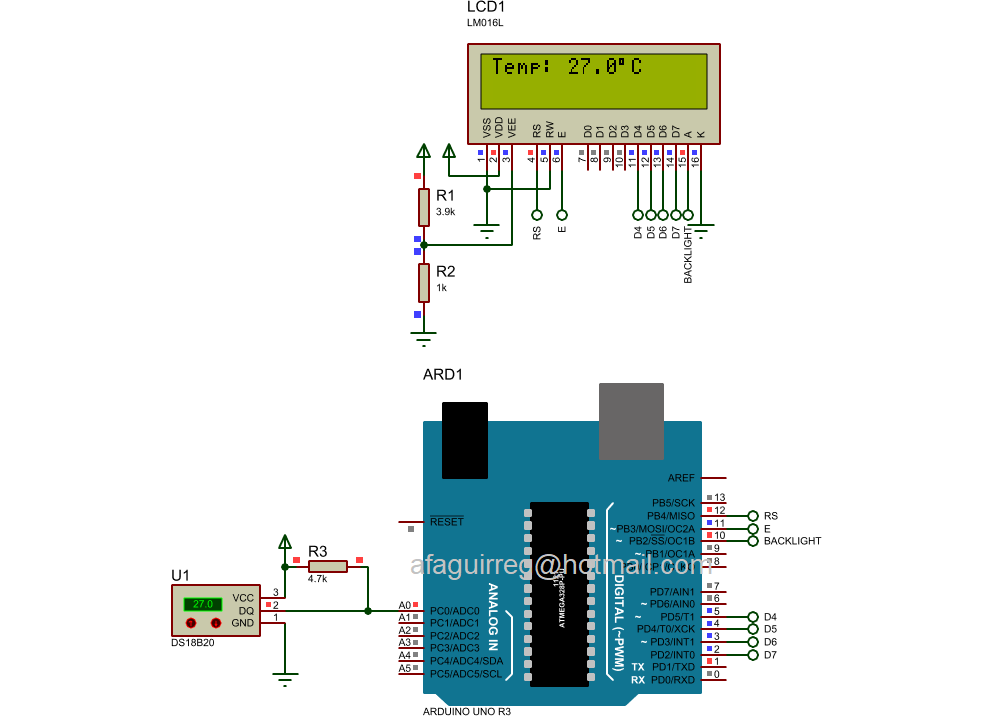 LCD1
LM016L
Temp: 27.0°C
VSS
VDD
VEE
RS
RW
E
D0
D1
D2
D3
D4
D5
D6
D7
A
K
1
2
3
4
5
6
7
8
9
10
11
12
13
14
15
16
R1
3.9k
RS
E
D4
D5
D6
D7
BACKLIGHT
R2
1k
ARD1
AREF
RESET
PB5/SCK 13
PB4/MISO 12 RS
~PB3/MOSI/OC2A 11 E
~ PB2/SS/OC1B 10 BACKLIGHT
~ PB1/OC1A 9
8
afaguirreg@hotmail.com
ATMEGA328P-PU
ANALOG IN
DIGITAL (~PWM)
PD7/AIN1 7
~ PD6/AIN0 6
~ PD5/T1 5 D4
PD4/T0/XCK 4 D5
~ PD3/INT1 3 D6
PD2/INT0 2 D7
TX PD1/TXD 1
RX PD0/RXD 0
A0 PC0/ADC0
A1 PC1/ADC1
A2 PC2/ADC2
A3 PC3/ADC3
A4 PC4/ADC4/SDA
A5 PC5/ADC5/SCL
ARDUINO UNO R3
R3
4.7k
U1
27.0
VCC 3
DQ 2
GND 1
DS18B20